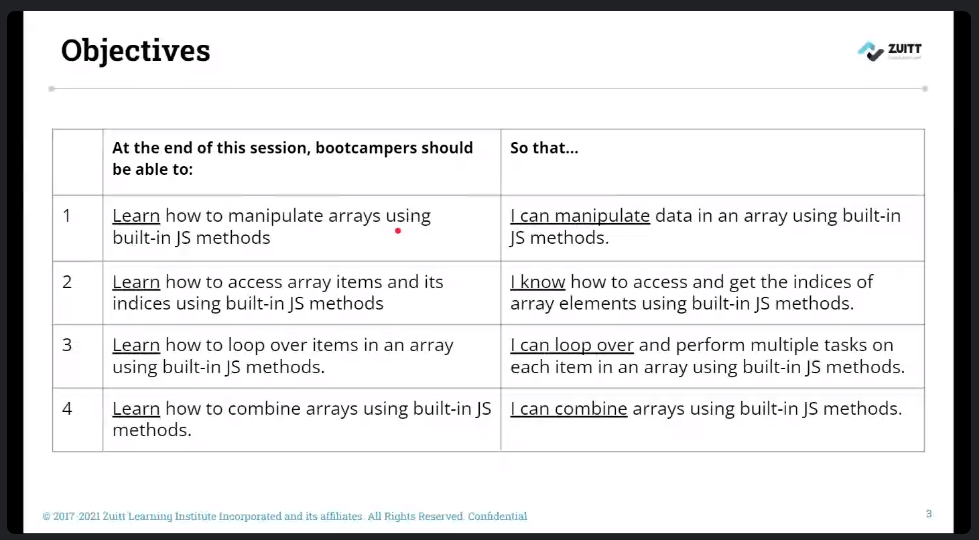 Objectives
ZUITT
At the end of this session, bootcampers should
be able to:
So that...
1
Learn how to manipulate arrays using
built-in JS methods
I can manipulate data in an array using built-in
JS methods.
2
Learn how to access array items and its
indices using built-in JS methods
I know how to access and get the indices of
array elements using built-in JS methods.
3
Learn how to loop over items in an array
using built-in JS methods.
I can loop over and perform multiple tasks on
each item in an array using built-in JS methods.
4
Learn how to combine arrays using built-in JS
methods.
I can combine arrays using built-in JS methods.
© 2017-2021 Zuitt Learning Institute Incorporated and its affiliates. All Rights Reserved. Confidential
3